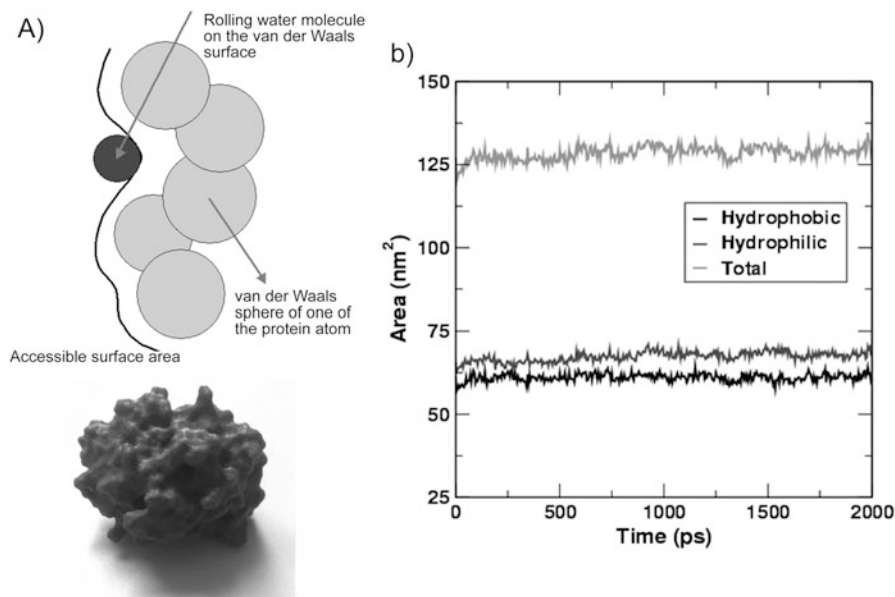 A)
Rolling water molecule
on the van der Waals
surface
van der Waals
sphere of one of
the protein atom
Accessible surface area
b)
150
125
100
75
50
25
Area (nm²)
Hydrophobic
Hydrophilic
Total
0
500
1000
1500
2000
Time (ps)